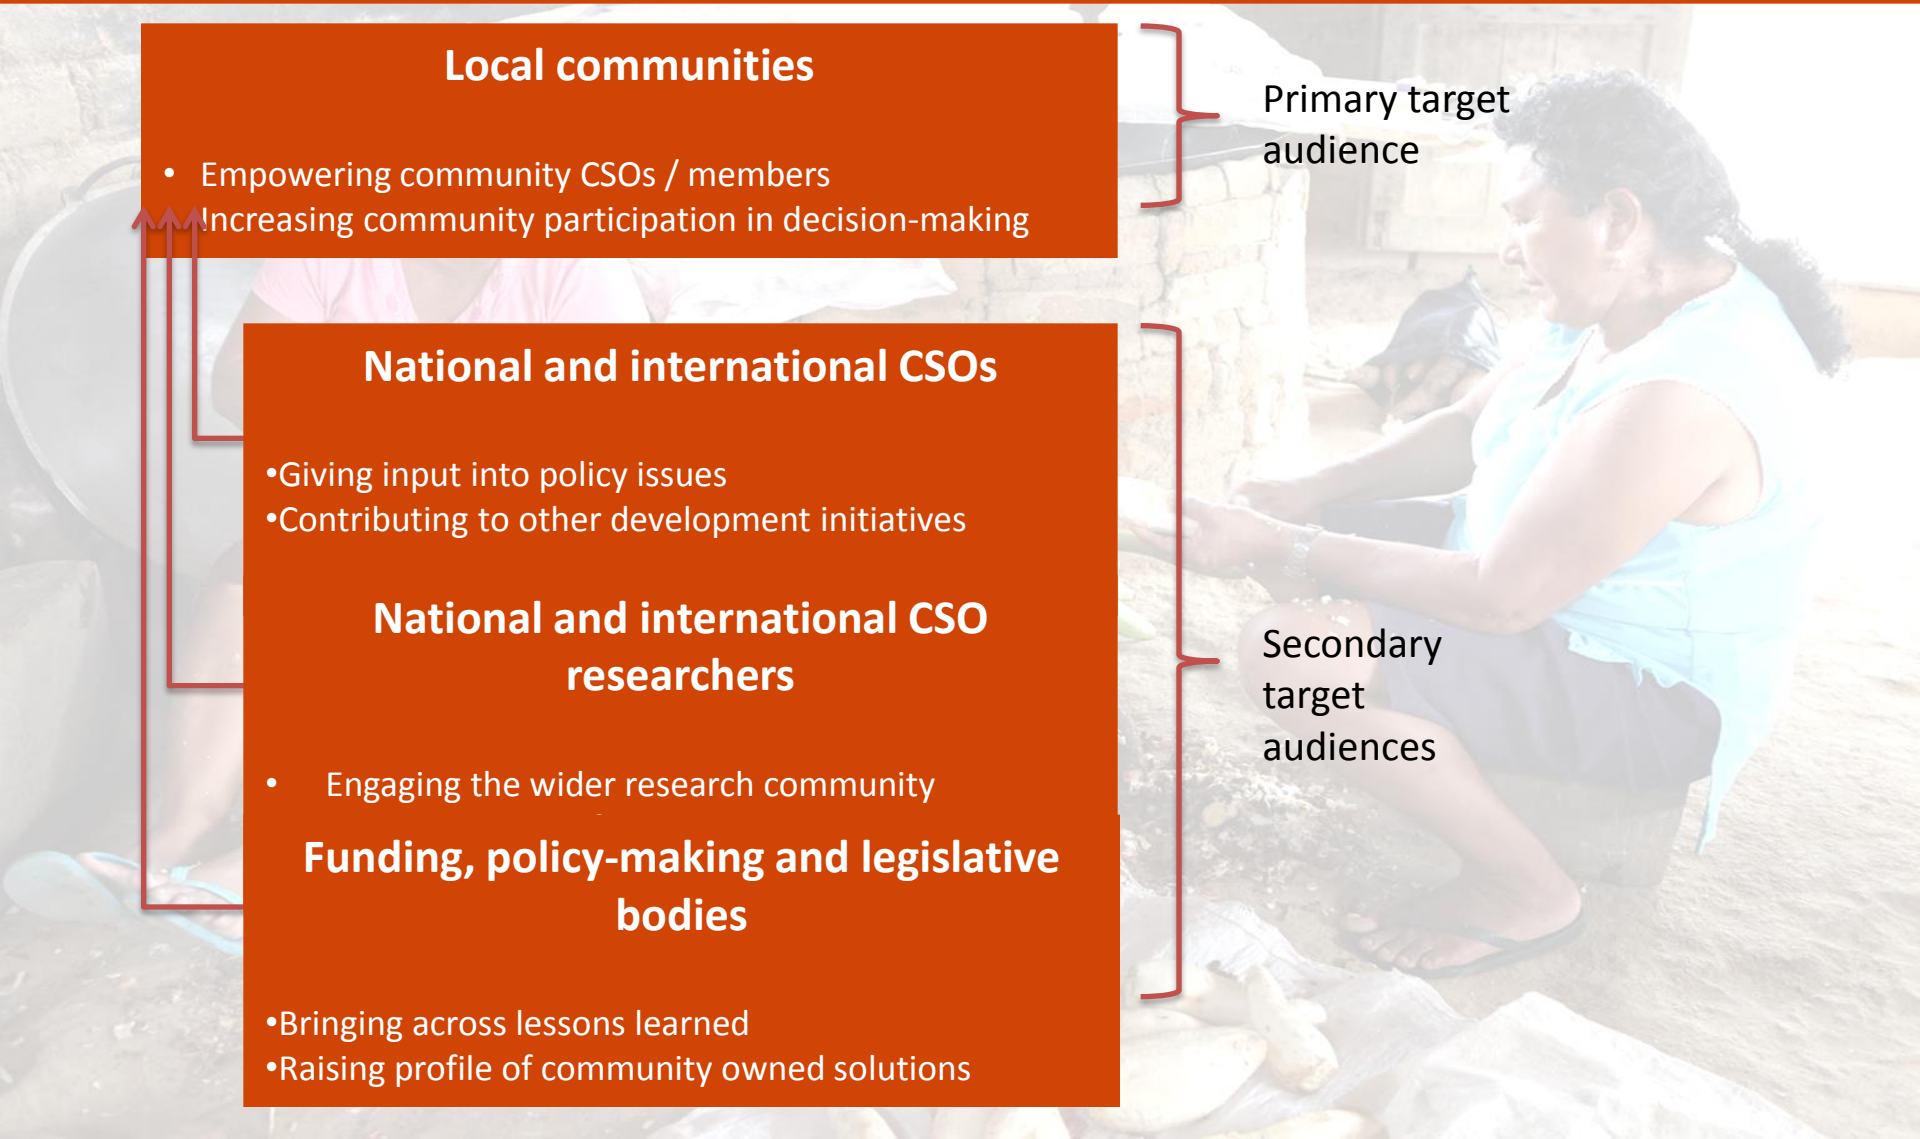 Local communities
• Empowering community CSOs / members
Increasing community participation in decision-making
Primary target
audience
National and international CSOs
•Giving input into policy issues
•Contributing to other development initiatives
National and international CSO
researchers
• Engaging the wider research community
Funding, policy-making and legislative
bodies
•Bringing across lessons learned
•Raising profile of community owned solutions
Secondary
target
audiences